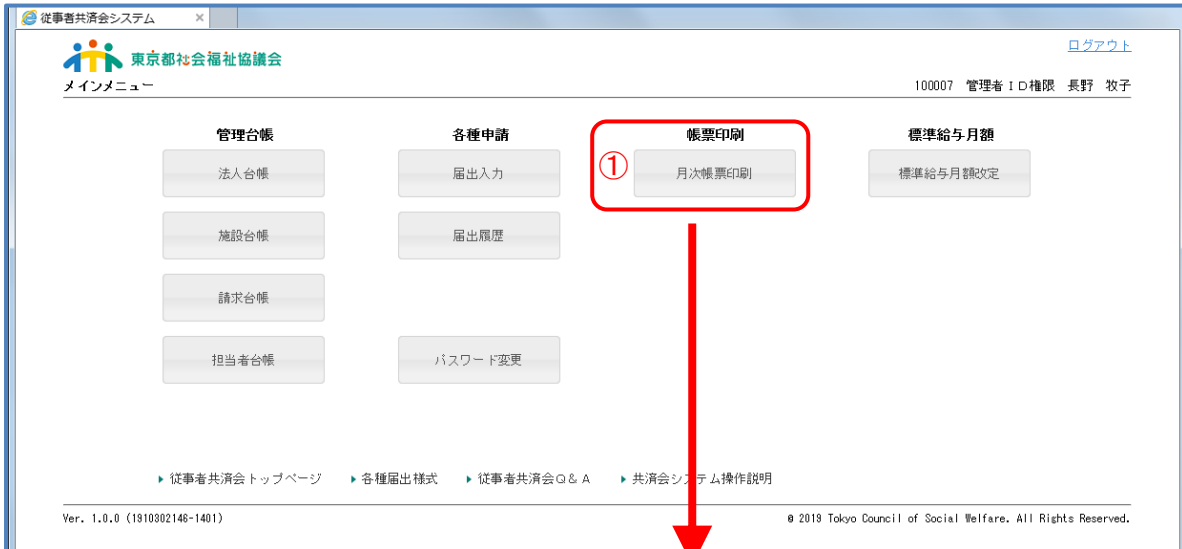 従事者共済会システム ×
東京都社会福祉協議会
ログアウト
メインメニュー
100007 管理者ID権限 長野 牧子
管理台帳 各種申請 帳票印刷 標準給与月額
法人台帳 届出入力 ① 月次帳票印刷 標準給与月額改定
施設台帳 届出履歴
請求台帳
担当者台帳 パスワード変更
従事者共済会トップページ 各種届出様式 従事者共済会Q&A 共済会システム操作説明
Ver. 1.0.0 (1910302146-1401) © 2019 Tokyo Council of Social Welfare. All Rights Reserved.